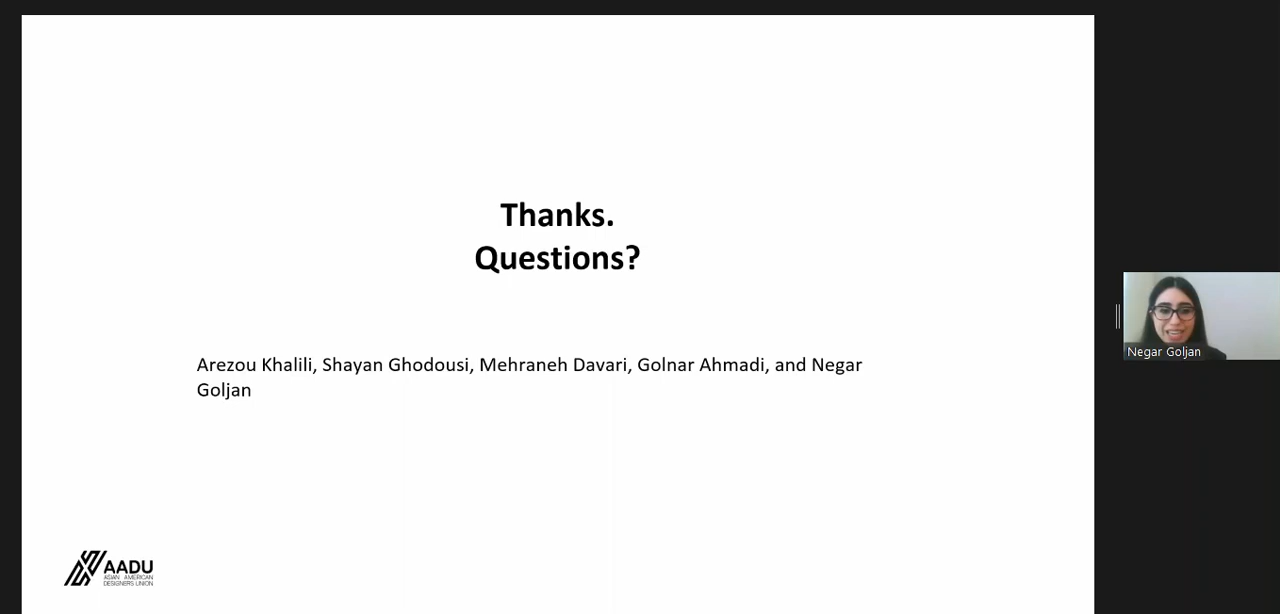 Thanks.
Questions?
Arezou Khalili, Shayan Ghodousi, Mehraneh Davari, Golnar Ahmadi, and Negar
Goljan
Negar Goljan
AADU
ASIAN AMERICAN
DESIGNERS UNION